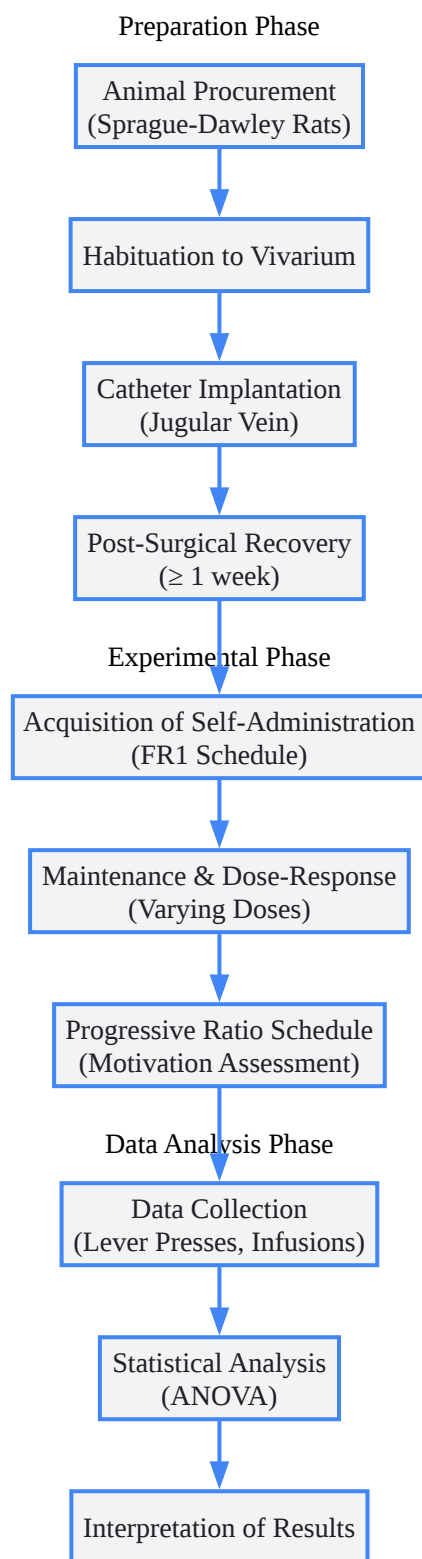 Preparation Phase
Animal Procurement
(Sprague-Dawley Rats)
Habituation to Vivarium
Catheter Implantation
(Jugular Vein)
Post-Surgical Recovery
(≥ 1 week)
Experimental Phase
Acquisition of Self-Administration
(FR1 Schedule)
Maintenance & Dose-Response
(Varying Doses)
Progressive Ratio Schedule
(Motivation Assessment)
Data Analysis Phase
Data Collection
(Lever Presses, Infusions)
Statistical Analysis
(ANOVA)
Interpretation of Results